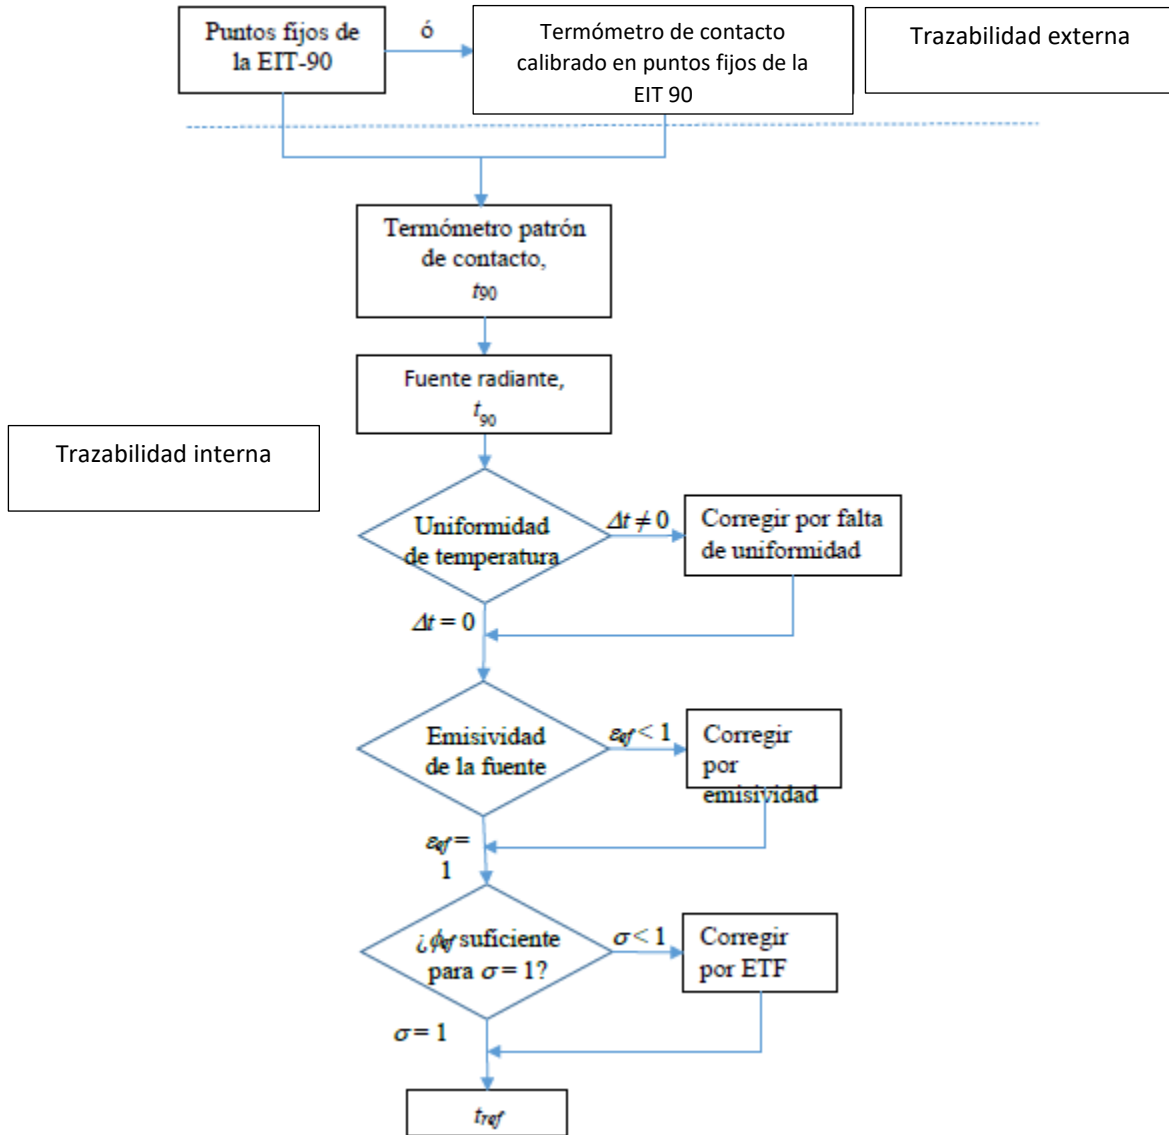 Puntos fijos de
la EIT-90
ó
Termómetro de contacto
calibrado en puntos fijos de la
EIT 90
Trazabilidad externa
Termómetro patrón
de contacto,
t90
Fuente radiante,
t90
Trazabilidad interna
Uniformidad
de temperatura
Δt ≠ 0
Corregir por falta
de uniformidad
Δt = 0
Emisividad
de la fuente
εef < 1
Corregir
por
emisividad
εef =
1
¿ϕref suficiente
para σ = 1?
σ < 1
Corregir
por ETF
σ = 1
tref